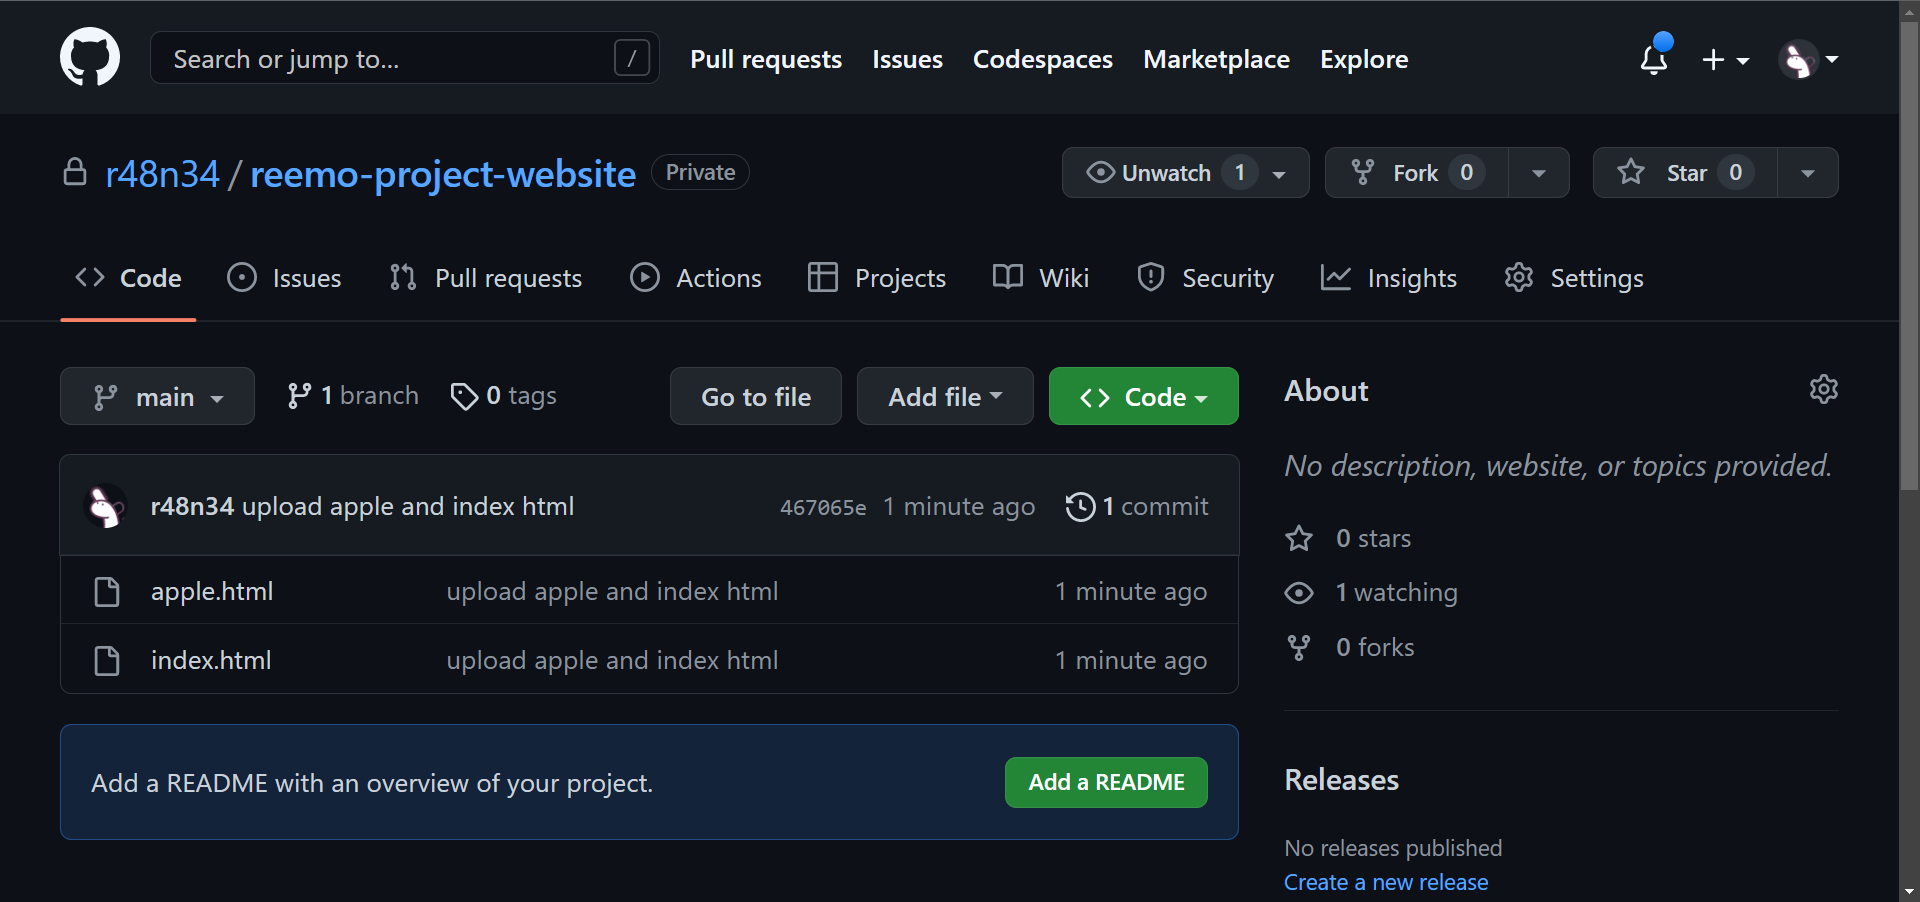 Search or jump to... / Pull requests Issues Codespaces Marketplace Explore
r48n34 / reemo-project-website Private Unwatch 1 Fork 0 Star 0
Code Issues Pull requests Actions Projects Wiki Security Insights Settings
main 1 branch 0 tags Go to file Add file Code
r48n34 upload apple and index html 467065e 1 minute ago 1 commit
apple.html upload apple and index html 1 minute ago
index.html upload apple and index html 1 minute ago
Add a README with an overview of your project. Add a README
About
No description, website, or topics provided.
0 stars
1 watching
0 forks
Releases
No releases published
Create a new release